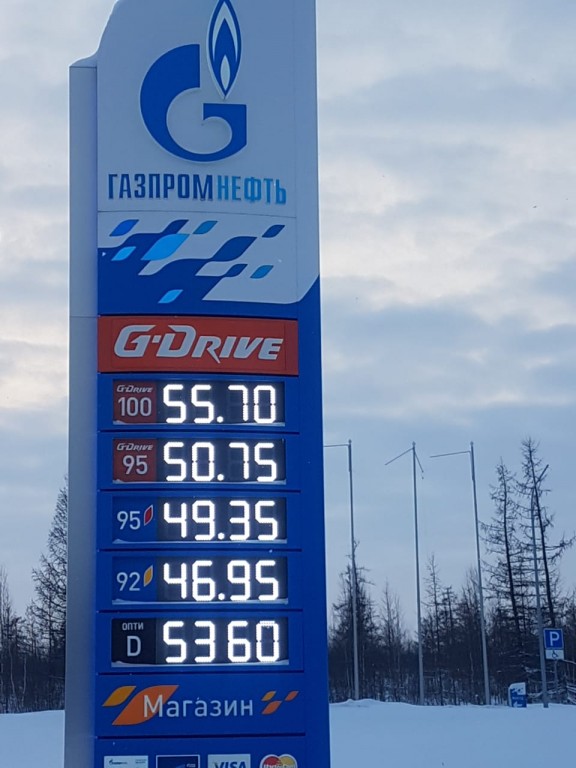 ГАЗПРОМНЕФТЬ
G-DRIVE
G-DRIVE 100 55.70
G-DRIVE 95 50.75
95 49.35
92 46.95
ОПТИ D 5360
Магазин
VISA MasterCard
P